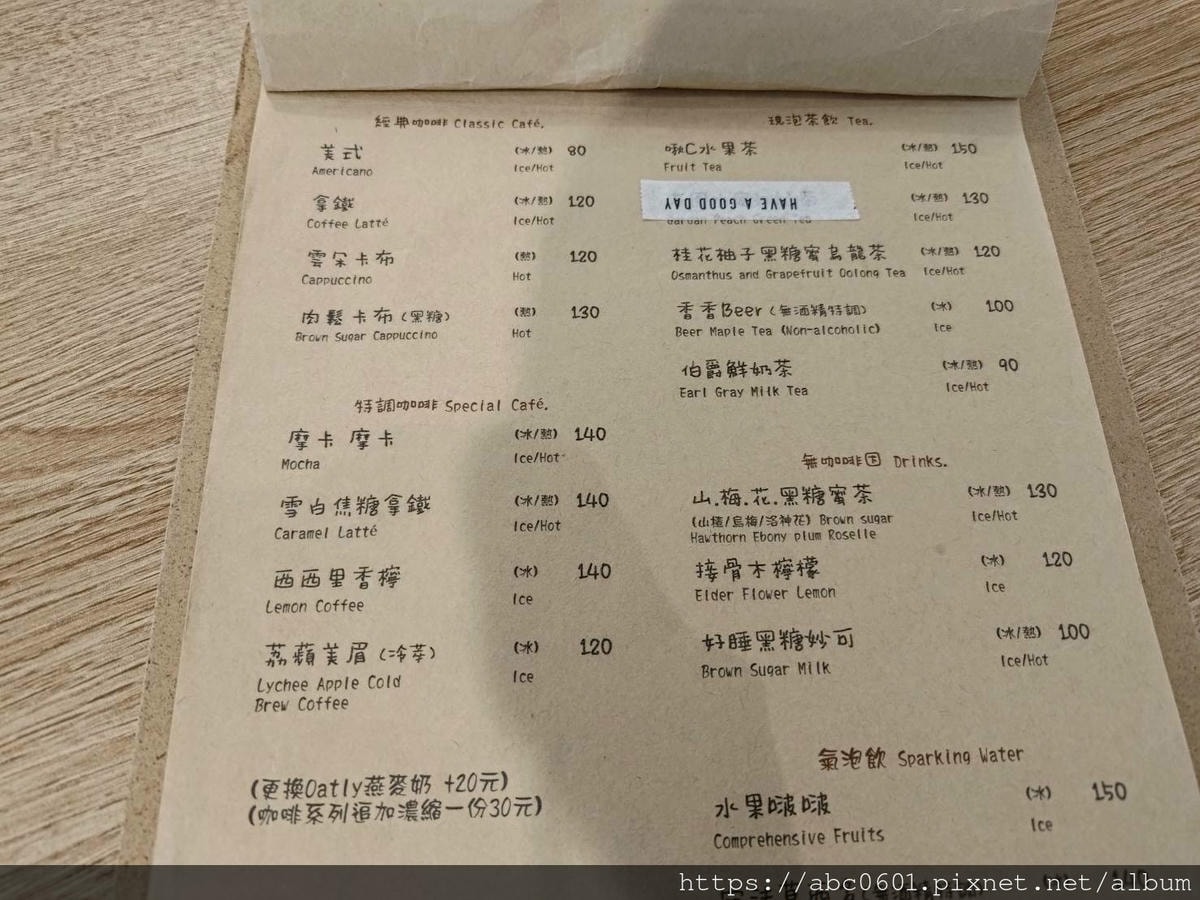 經典咖啡 Classic Café.
美式 (冰/熱) 80
Americano Ice/Hot
拿鐵 (冰/熱) 120
Coffee Latté Ice/Hot
雲朵卡布 (熱) 120
Cappuccino Hot
肉鬆卡布(黑糖) (熱) 130
Brown Sugar Cappuccino Hot
特調咖啡 Special Café.
摩卡 摩卡 (冰/熱) 140
Mocha Ice/Hot
雪白焦糖拿鐵 (冰/熱) 140
Caramel Latté Ice/Hot
西西里香檸 (冰) 140
Lemon Coffee Ice
荔蘋美眉(冷萃) (冰) 120
Lychee Apple Cold Ice
Brew Coffee
(更換Oatly燕麥奶 +20元)
(咖啡系列追加濃縮一份30元)
現泡茶飲 Tea.
啾C水果茶 (冰/熱) 150
Fruit Tea Ice/Hot
HAVE A GOOD DAY (冰/熱) 130
Peach Green Tea Ice/Hot
桂花柚子黑糖蜜烏龍茶 (冰/熱) 120
Osmanthus and Grapefruit Oolong Tea Ice/Hot
香香Beer(無酒精特調) (冰) 100
Beer Maple Tea (Non-alcoholic) Ice
伯爵鮮奶茶 (冰/熱) 90
Earl Gray Milk Tea Ice/Hot
無咖啡因 Drinks.
山.梅.花.黑糖蜜茶 (冰/熱) 130
(山楂/烏梅/洛神花) Brown sugar Ice/Hot
Hawthorn Ebony plum Roselle
接骨木檸檬 (冰) 120
Elder Flower Lemon Ice
好睡黑糖妙可 (冰/熱) 100
Brown Sugar Milk Ice/Hot
氣泡飲 Sparking Water
水果啵啵 (冰) 150
Comprehensive Fruits Ice
https://abc0601.pixnet.net/album